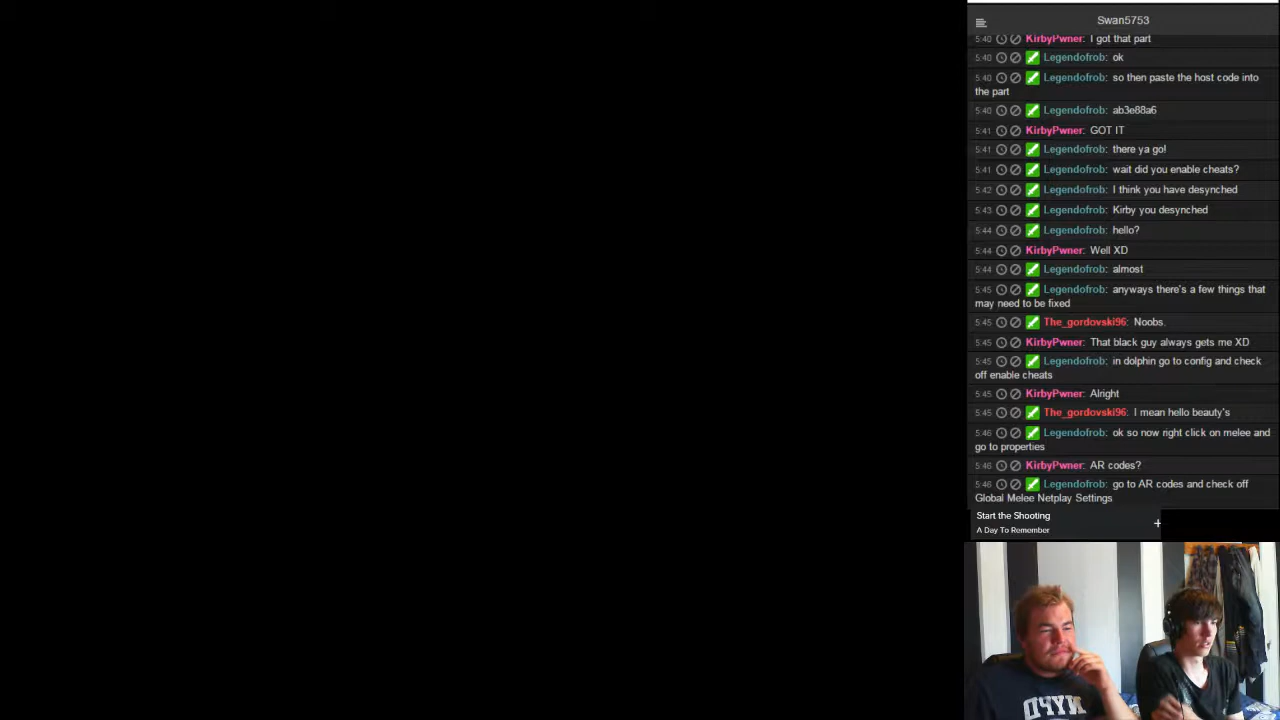 Swan5753
5:40 KirbyPwner: I got that part
5:40 Legendofrob: ok
5:40 Legendofrob: so then paste the host code into
the part
5:40 Legendofrob: ab3e88a6
5:41 KirbyPwner: GOT IT
5:41 Legendofrob: there ya go!
5:41 Legendofrob: wait did you enable cheats?
5:42 Legendofrob: I think you have desynched
5:43 Legendofrob: Kirby you desynched
5:44 Legendofrob: hello?
5:44 KirbyPwner: Well XD
5:44 Legendofrob: almost
5:45 Legendofrob: anyways there's a few things that
may need to be fixed
5:45 The_gordovski96: Noobs.
5:45 KirbyPwner: That black guy always gets me XD
5:45 Legendofrob: in dolphin go to config and check
off enable cheats
5:45 KirbyPwner: Alright
5:45 The_gordovski96: I mean hello beauty's
5:46 Legendofrob: ok so now right click on melee and
go to properties
5:46 KirbyPwner: AR codes?
5:46 Legendofrob: go to AR codes and check off
Global Melee Netplay Settings
Start the Shooting
A Day To Remember
+
NYPD